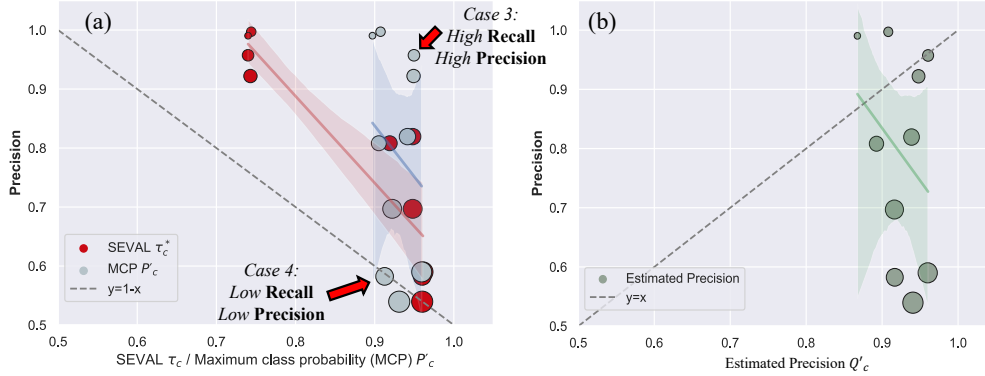 (a)
Case 3:
High Recall
High Precision
Precision
1.0
0.9
0.8
0.7
0.6
0.5
SEVAL τ*c
MCP P′c
y=1-x
Case 4:
Low Recall
Low Precision
0.5 0.6 0.7 0.8 0.9 1.0
SEVAL τc / Maximum class probability (MCP) P′c
(b)
Precision
1.0
0.9
0.8
0.7
0.6
0.5
Estimated Precision
y=x
0.5 0.6 0.7 0.8 0.9 1.0
Estimated Precision Q′c